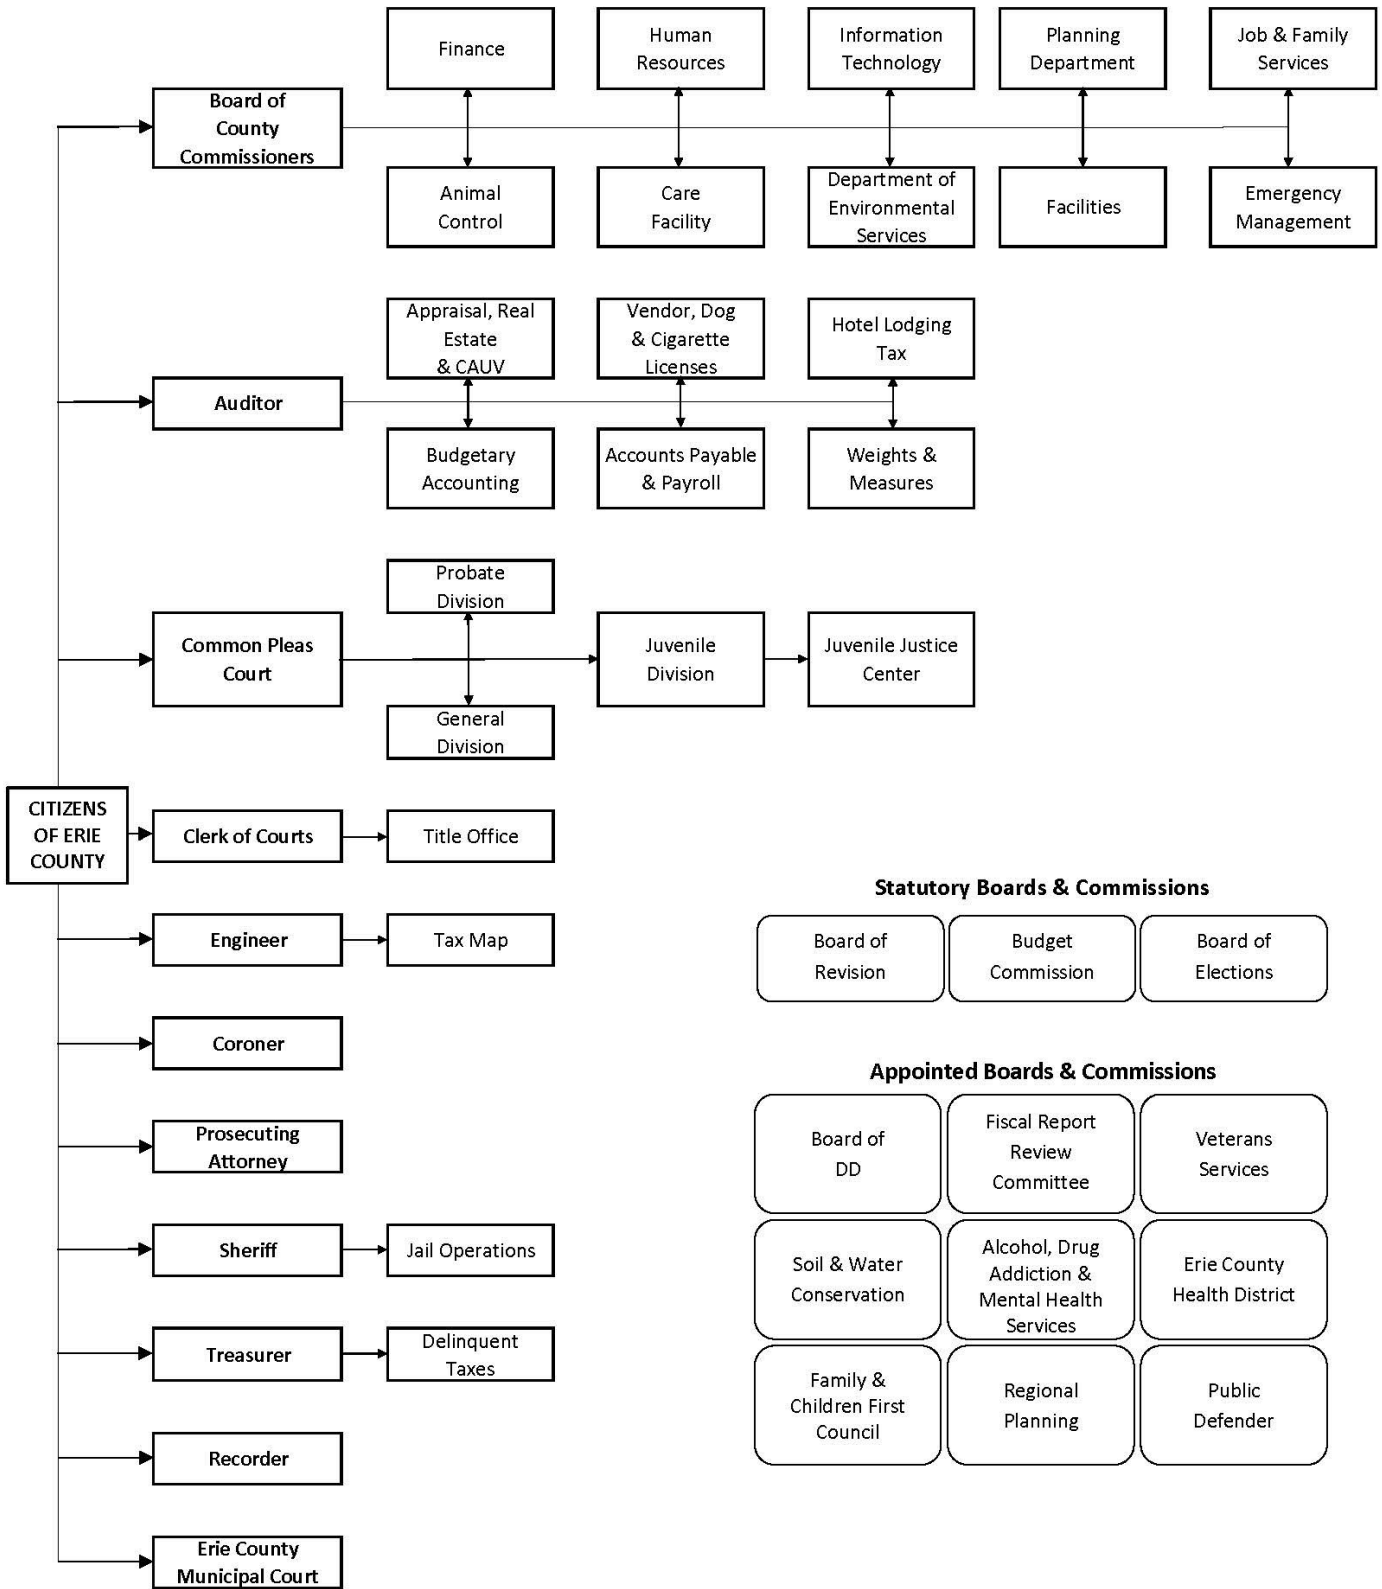 Finance
Human
Resources
Information
Technology
Planning
Department
Job & Family
Services
Board of
County
Commissioners
Animal
Control
Care
Facility
Department of
Environmental
Services
Facilities
Emergency
Management
Appraisal, Real
Estate
& CAUV
Vendor, Dog
& Cigarette
Licenses
Hotel Lodging
Tax
Auditor
Budgetary
Accounting
Accounts Payable
& Payroll
Weights &
Measures
Probate
Division
Common Pleas
Court
Juvenile
Division
Juvenile Justice
Center
General
Division
CITIZENS
OF ERIE
COUNTY
Clerk of Courts
Title Office
Engineer
Tax Map
Coroner
Prosecuting
Attorney
Sheriff
Jail Operations
Treasurer
Delinquent
Taxes
Recorder
Erie County
Municipal Court
Statutory Boards & Commissions
Board of
Revision
Budget
Commission
Board of
Elections
Appointed Boards & Commissions
Board of
DD
Fiscal Report
Review
Committee
Veterans
Services
Soil & Water
Conservation
Alcohol, Drug
Addiction &
Mental Health
Services
Erie County
Health District
Family &
Children First
Council
Regional
Planning
Public
Defender